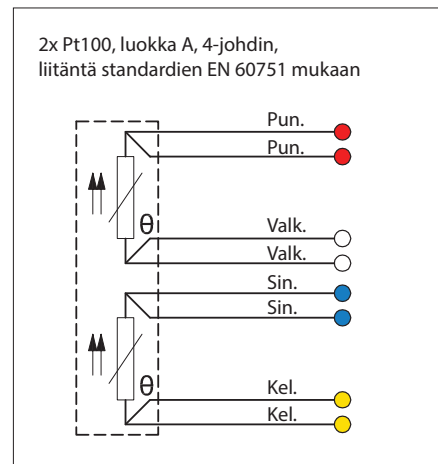 2x Pt100, luokka A, 4-johdin,
liitäntä standardien EN 60751 mukaan
Pun.
Pun.
θ
Valk.
Valk.
Sin.
Sin.
θ
Kel.
Kel.